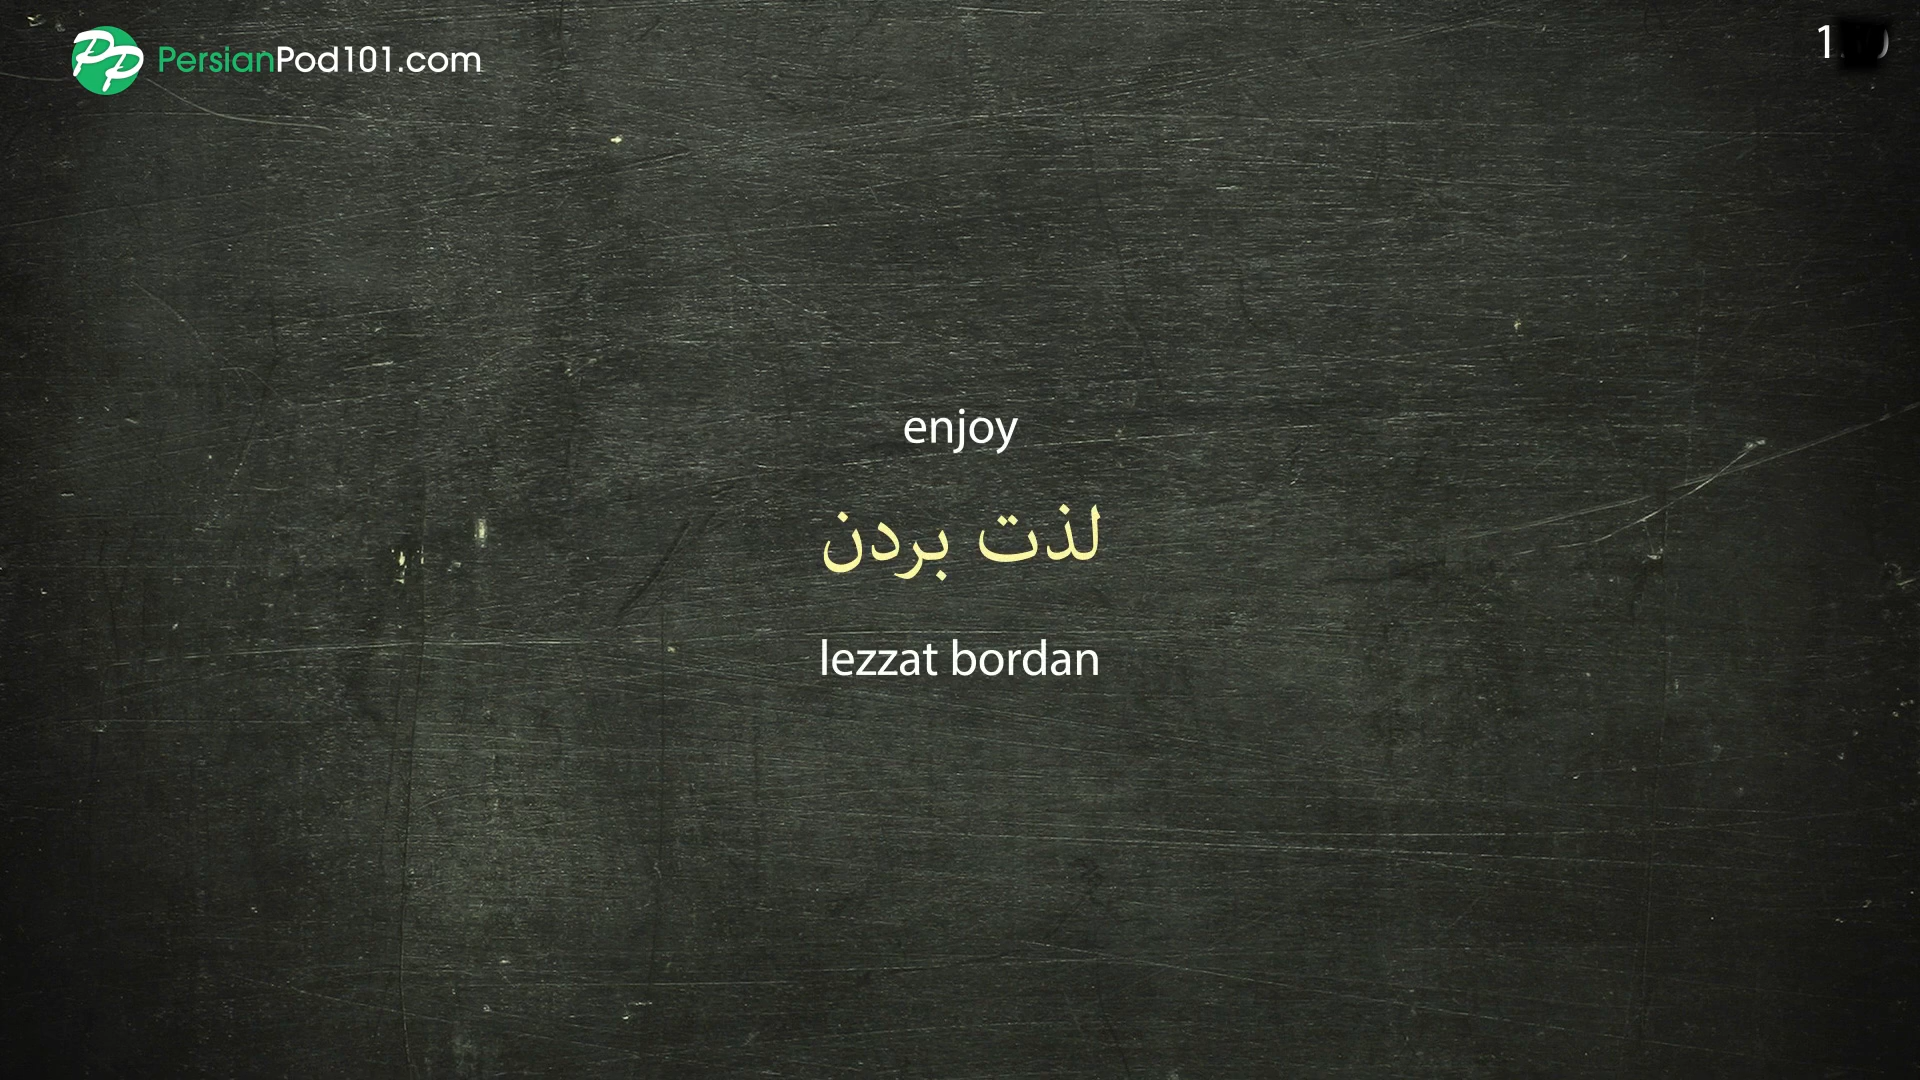 PersianPod101.com
enjoy
لذت بردن
lezzat bordan